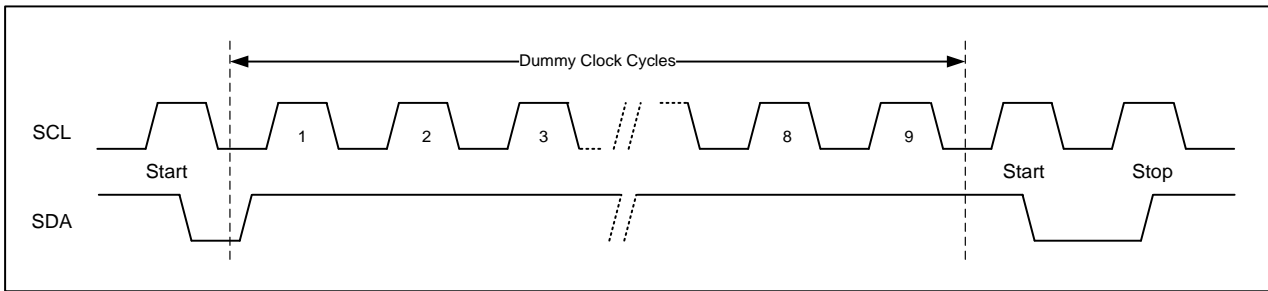 Dummy Clock Cycles
SCL
1 2 3 8 9
Start Start Stop
SDA